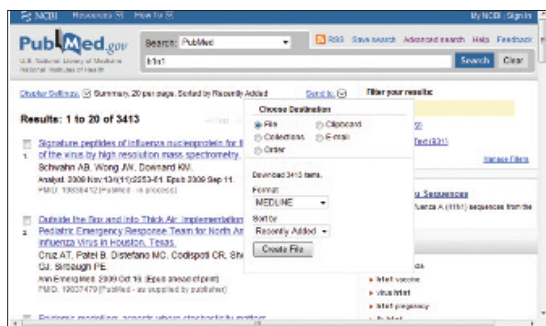 NCBI Resources How To My NCBI | Sign In
PubMed.gov
U.S. National Library of Medicine
National Institutes of Health
Search: PubMed
RSS Save search Advanced search Help Feedback
h1n1
Search Clear
Display Settings: Summary, 20 per page, Sorted by Recently Added
Send to:
Filter your results:
Results: 1 to 20 of 3413
Choose Destination
File Clipboard
Collections E-mail
Order
Download 3413 items.
Format
MEDLINE
Sort by
Recently Added
Create File
Signature peptides of influenza nucleoprotein for
1. of the virus by high resolution mass spectrometry.
Schwahn AB, Wong JW, Downard KM.
Analyst. 2009 Nov;134(11):2253-61. Epub 2009 Sep 11.
PMID: 19838412 [PubMed - in process]
Outside the Box and Into Thick Air: Implementation
2. Pediatric Emergency Response Team for North Am
Influenza Virus in Houston, Texas.
Cruz AT, Patel B, Distefano MC, Codispoti CR, She
CJ, Sirbaugh PE.
Ann Emerg Med. 2009 Oct 19. [Epub ahead of print]
PMID: 19837479 [PubMed - as supplied by publisher]
Manage Filters
Sequences
sequences from the
h1n1 vaccine
virus h1n1
h1n1 pregnancy